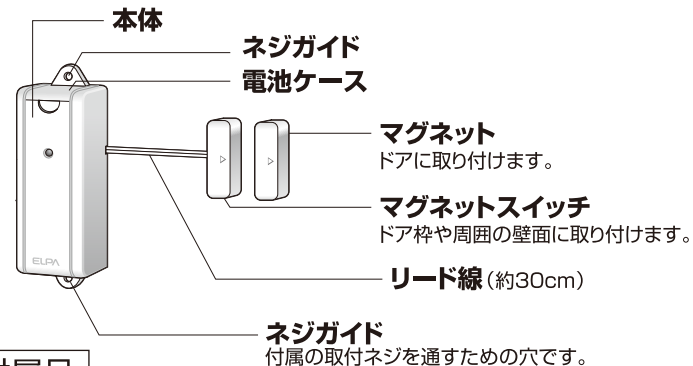 本体
ネジガイド
電池ケース
マグネット
ドアに取り付けます。
マグネットスイッチ
ドア枠や周囲の壁面に取り付けます。
ELPA
リード線(約30cm)
ネジガイド
付属の取付ネジを通すための穴です。